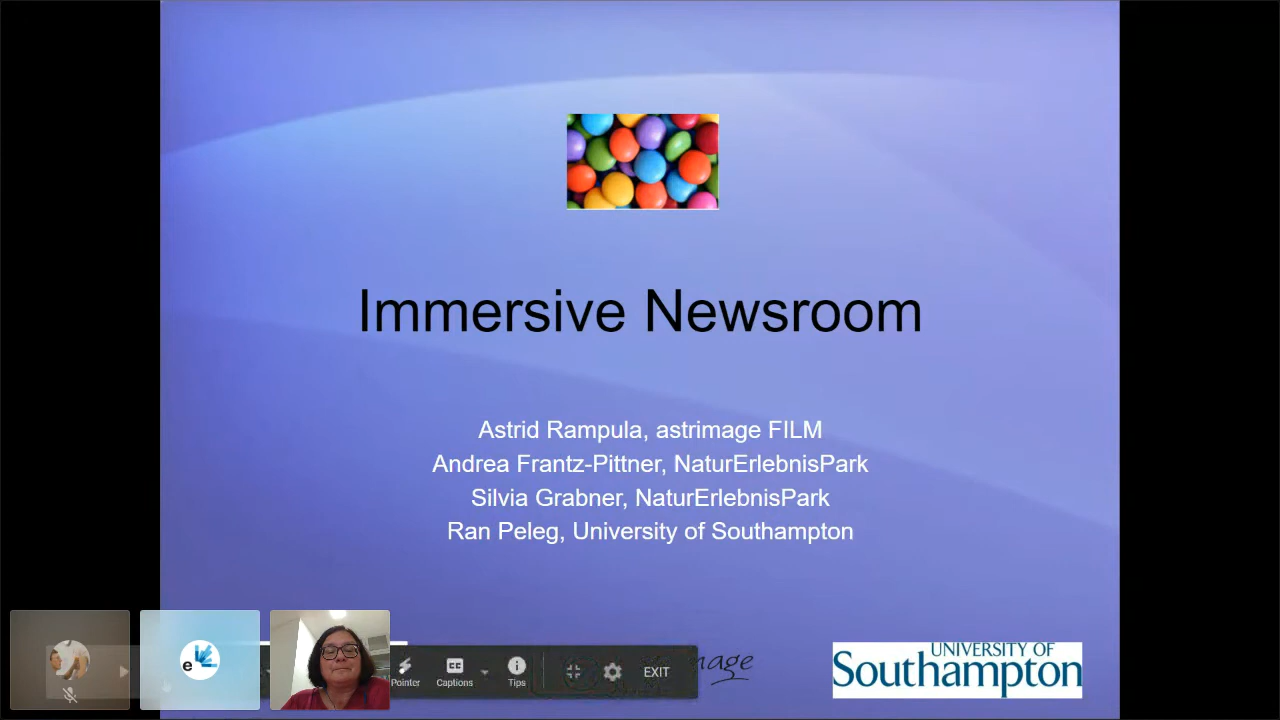 Immersive Newsroom
Astrid Rampula, astrimage FILM
Andrea Frantz-Pittner, NaturErlebnisPark
Silvia Grabner, NaturErlebnisPark
Ran Peleg, University of Southampton
e
Pointer
Captions
Tips
EXIT
UNIVERSITY OF
Southampton